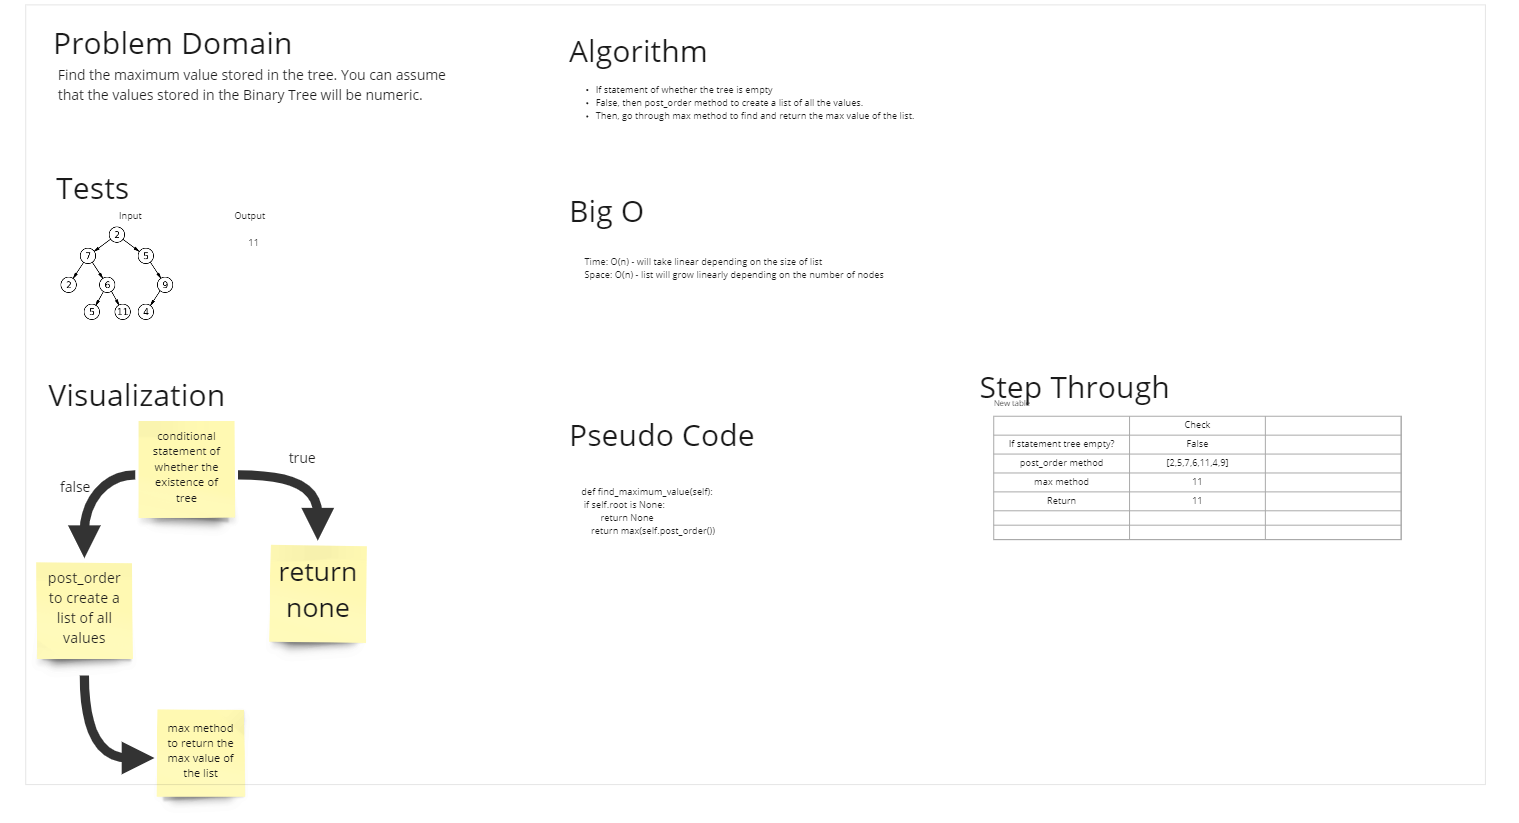 Problem Domain
Find the maximum value stored in the tree. You can assume
that the values stored in the Binary Tree will be numeric.
Tests
Input
Output
2
11
7
5
2
6
9
5
11
4
Visualization
conditional
statement of
whether the
existence of
tree
false
true
post_order
to create a
list of all
values
return
none
max method
to return the
max value of
the list
Algorithm
• If statement of whether the tree is empty
• False, then post_order method to create a list of all the values.
• Then, go through max method to find and return the max value of the list.
Big O
Time: O(n) - will take linear depending on the size of list
Space: O(n) - list will grow linearly depending on the number of nodes
Pseudo Code
def find_maximum_value(self):
if self.root is None:
return None
return max(self.post_order())
Step Through
New table
Check
If statement tree empty? False
post_order method [2,5,7,6,11,4,9]
max method 11
Return 11